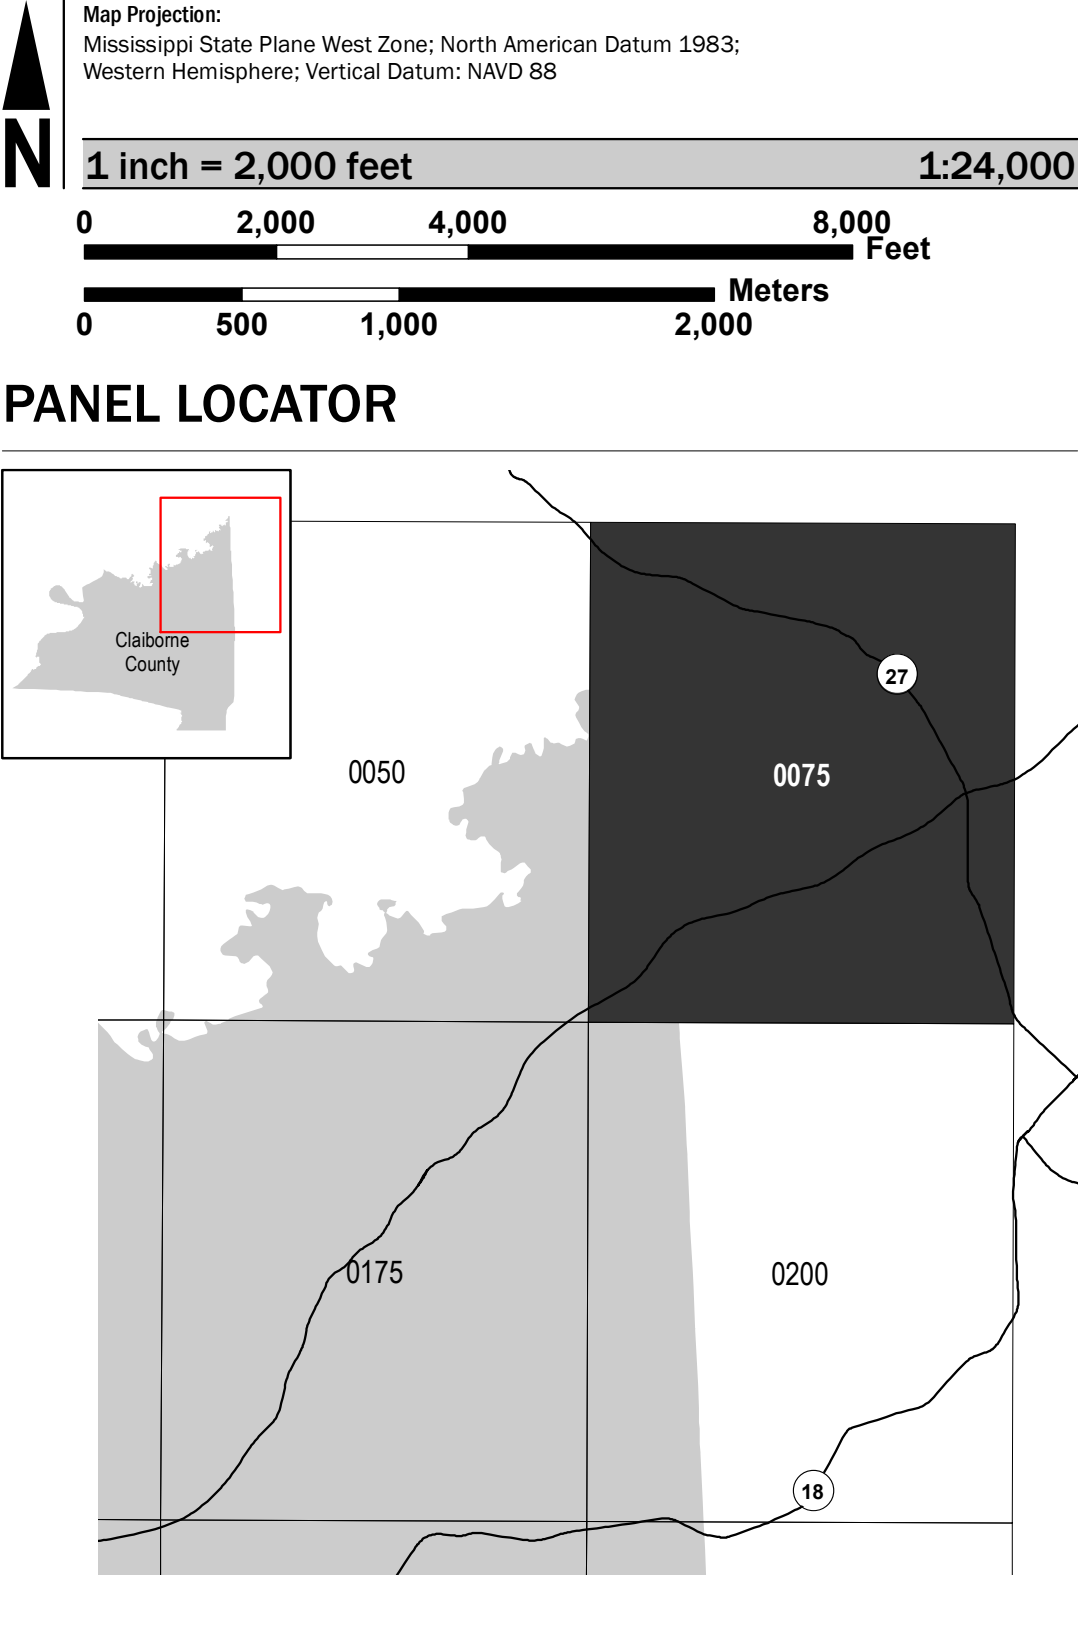 Map Projection:
Mississippi State Plane West Zone; North American Datum 1983;
Western Hemisphere; Vertical Datum: NAVD 88
N
1 inch = 2,000 feet 1:24,000
0 2,000 4,000 8,000
Feet
Meters
0 500 1,000 2,000
PANEL LOCATOR
Claiborne
County
27
0050
0075
0175
0200
18